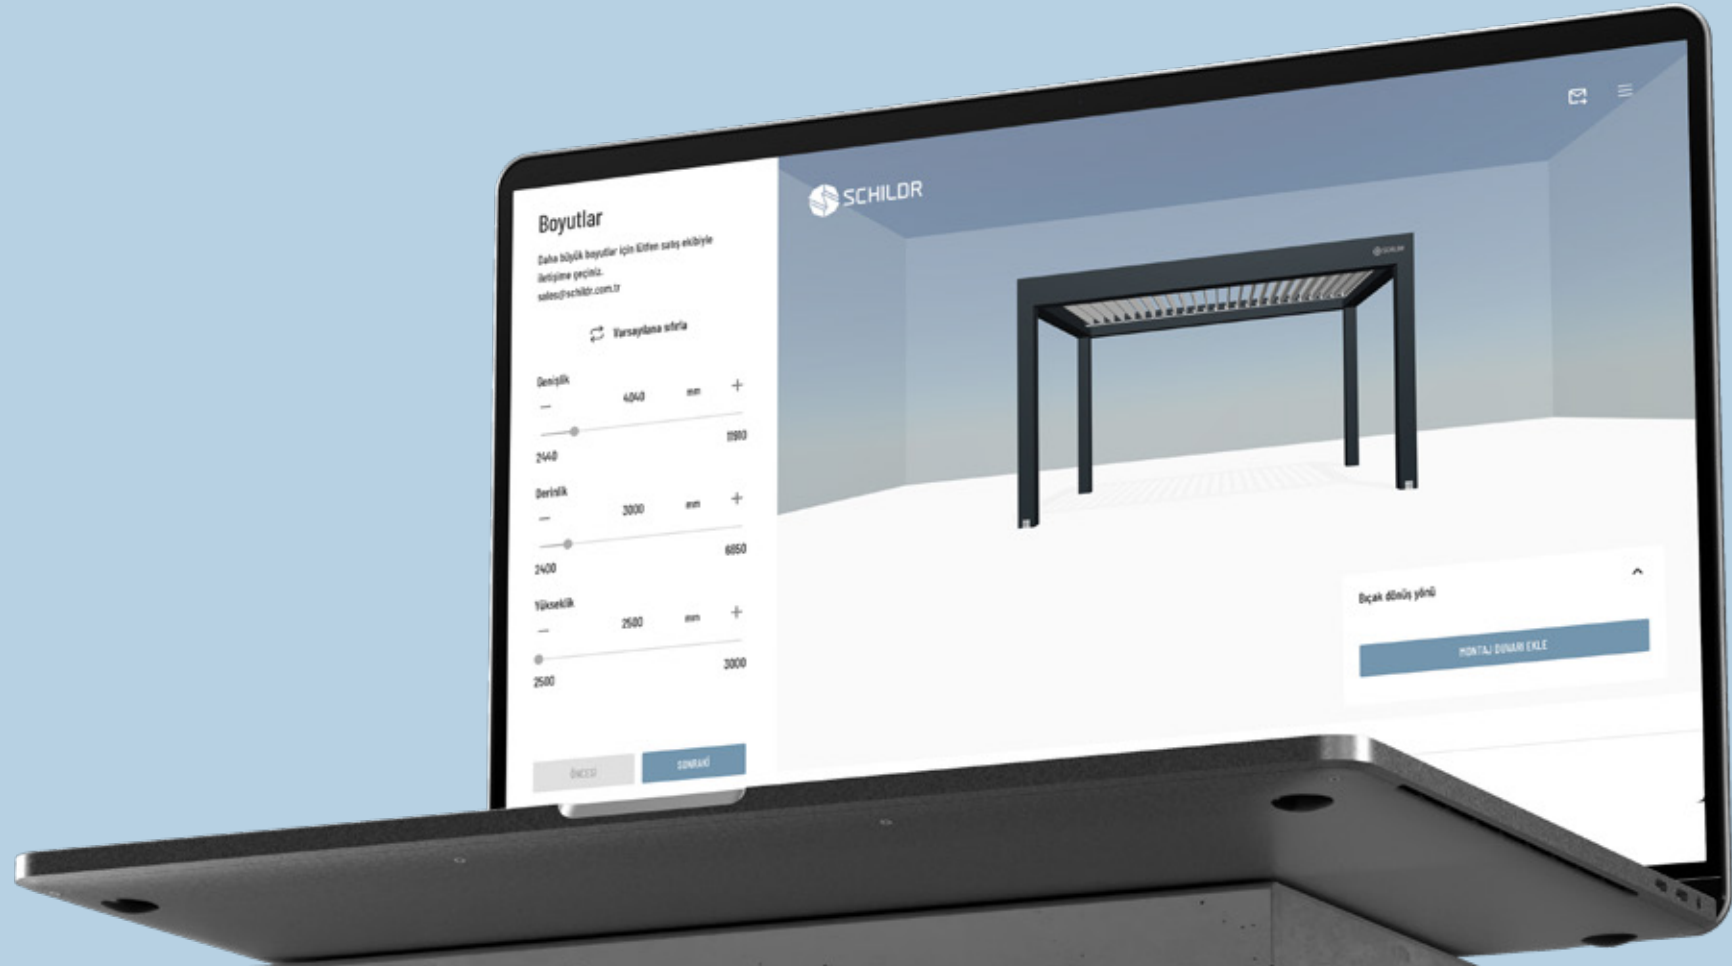 Boyutlar
Daha büyük boyutlar için lütfen satış ekibiyle
iletişime geçiniz.
sales@schildr.com.tr
Varsayılana sıfırla
Genişlik
4040 mm
2440 11910
Derinlik
3000 mm
2400 6850
Yükseklik
2500 mm
2500 3000
ÖNCESİ SONRAKİ
SCHILDR
SCHILDR
Bıçak dönüş yönü
MONTAJ DUVARI EKLE